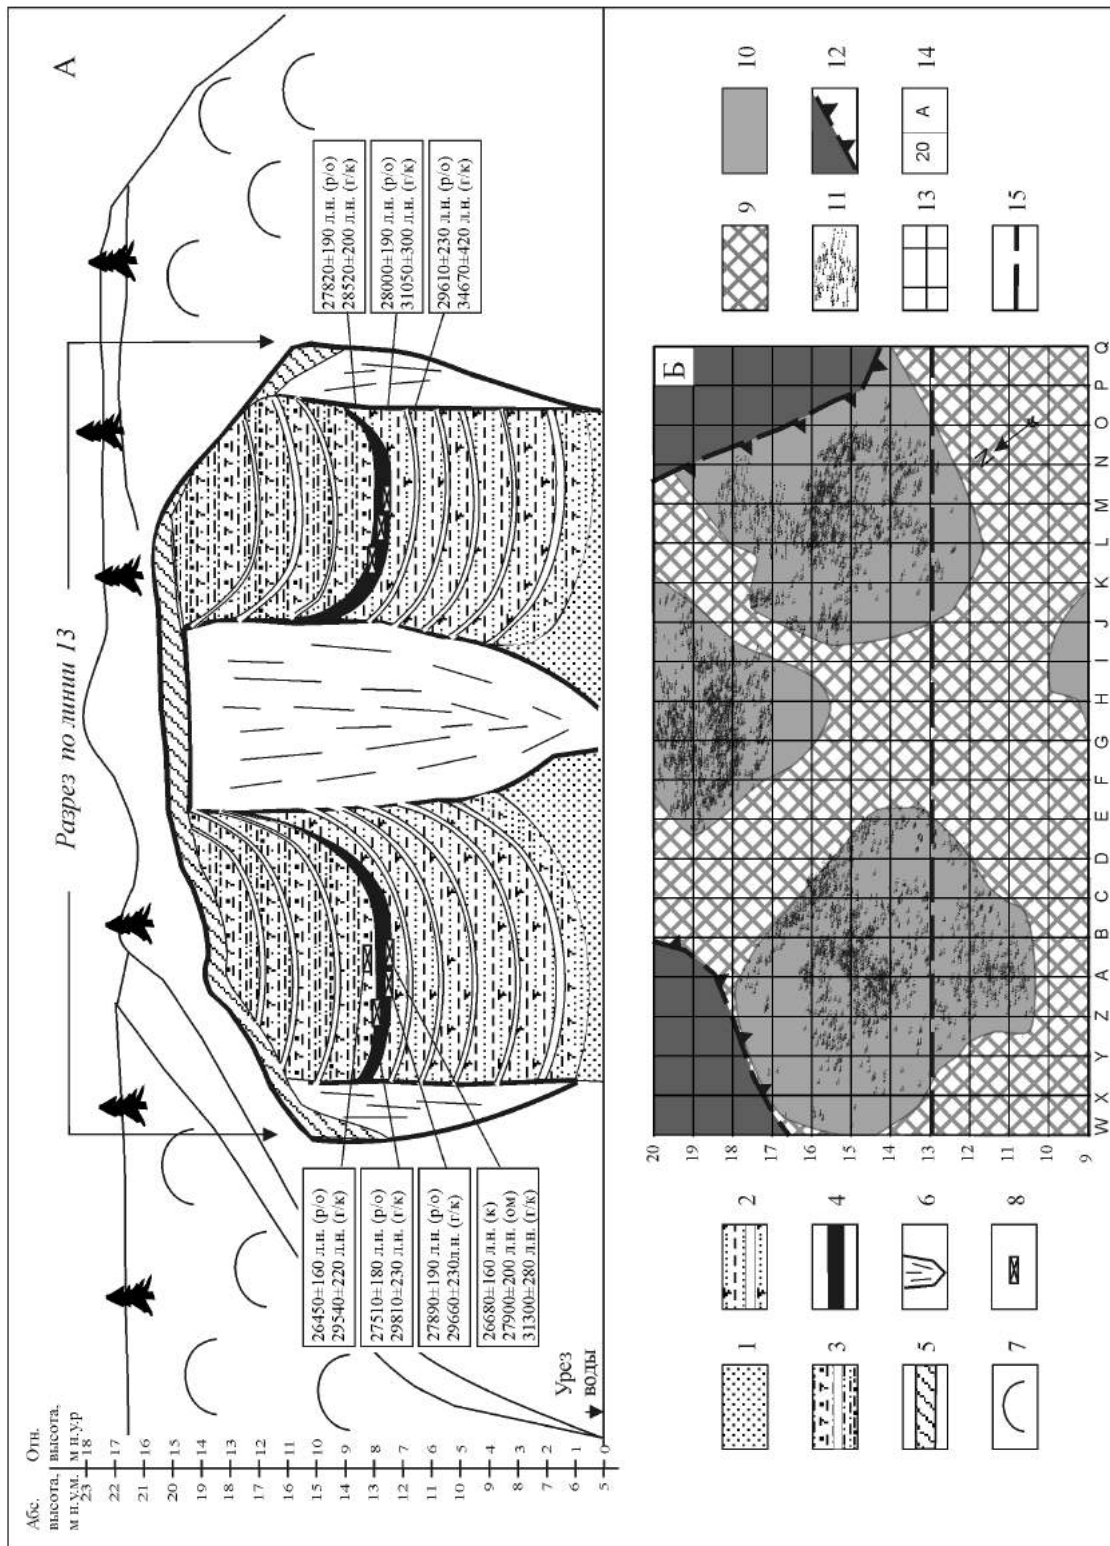 А
Разрез по линии 13
Абс.
высота,
м н.у.м.
Отн.
высота,
м н.у.р
23
22
21
20
19
18
17
16
15
14
13
12
11
10
9
8
7
6
5
18
17
16
15
14
13
12
11
10
9
8
7
6
5
4
3
2
1
0
Урез
воды
26450±160 л.н. (р/о)
29540±220 л.н. (г/к)
27510±180 л.н. (р/о)
29810±230 л.н. (г/к)
27890±190 л.н. (р/о)
29660±230л.н. (г/к)
26680±160 л.н. (к)
27900±200 л.н. (ом)
31300±280 л.н. (г/к)
27820±190 л.н. (р/о)
28520±200 л.н. (г/к)
28000±190 л.н. (р/о)
31050±300 л.н. (г/к)
29610±230 л.н. (р/о)
34670±420 л.н. (г/к)
1
2
3
4
5
6
7
8
Б
N
20
19
18
17
16
15
14
13
12
11
10
9
W X Y Z A B C D E F G H I J K L M N O P Q
9
10
11
12
13
20 A
14
15